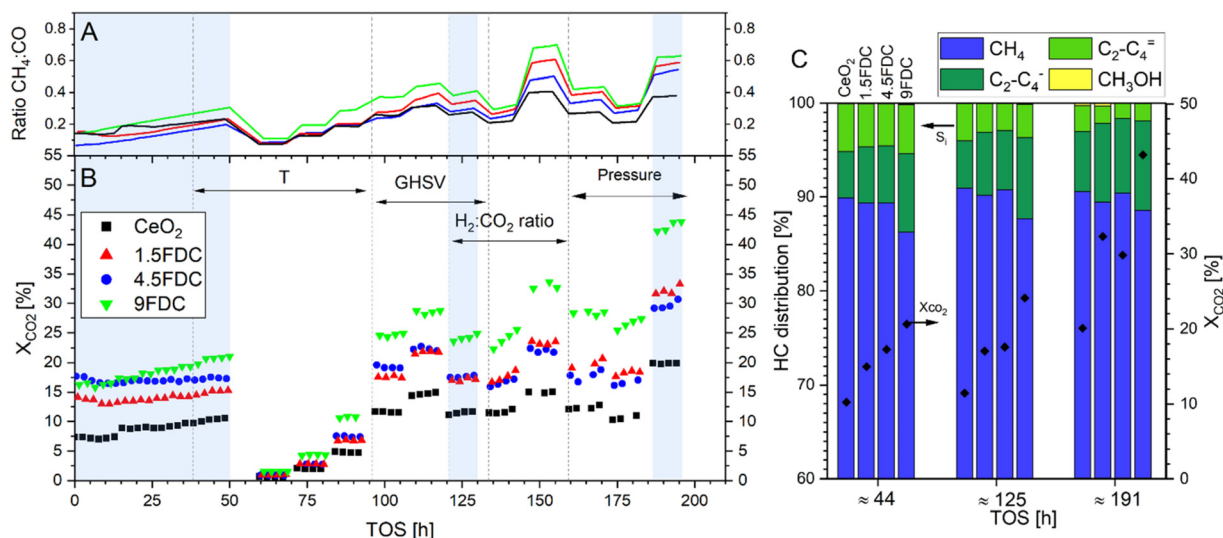 A
Ratio CH₄:CO
0.8
0.6
0.4
0.2
55
0.8
0.6
0.4
0.2
55
B
T
GHSV
H₂:CO₂ ratio
Pressure
CeO₂
1.5FDC
4.5FDC
9FDC
X_CO2 [%]
50
45
40
35
30
25
20
15
10
5
0
50
45
40
35
30
25
20
15
10
5
0
0 25 50 75 100 125 150 175 200
TOS [h]
C
CH₄ C₂-C₄⁼
C₂-C₄⁻ CH₃OH
CeO₂
1.5FDC
4.5FDC
9FDC
HC distribution [%]
100
90
80
70
60
S_i
X_CO2
50
40
30
20
10
0
X_CO2 [%]
≈ 44 ≈ 125 ≈ 191
TOS [h]